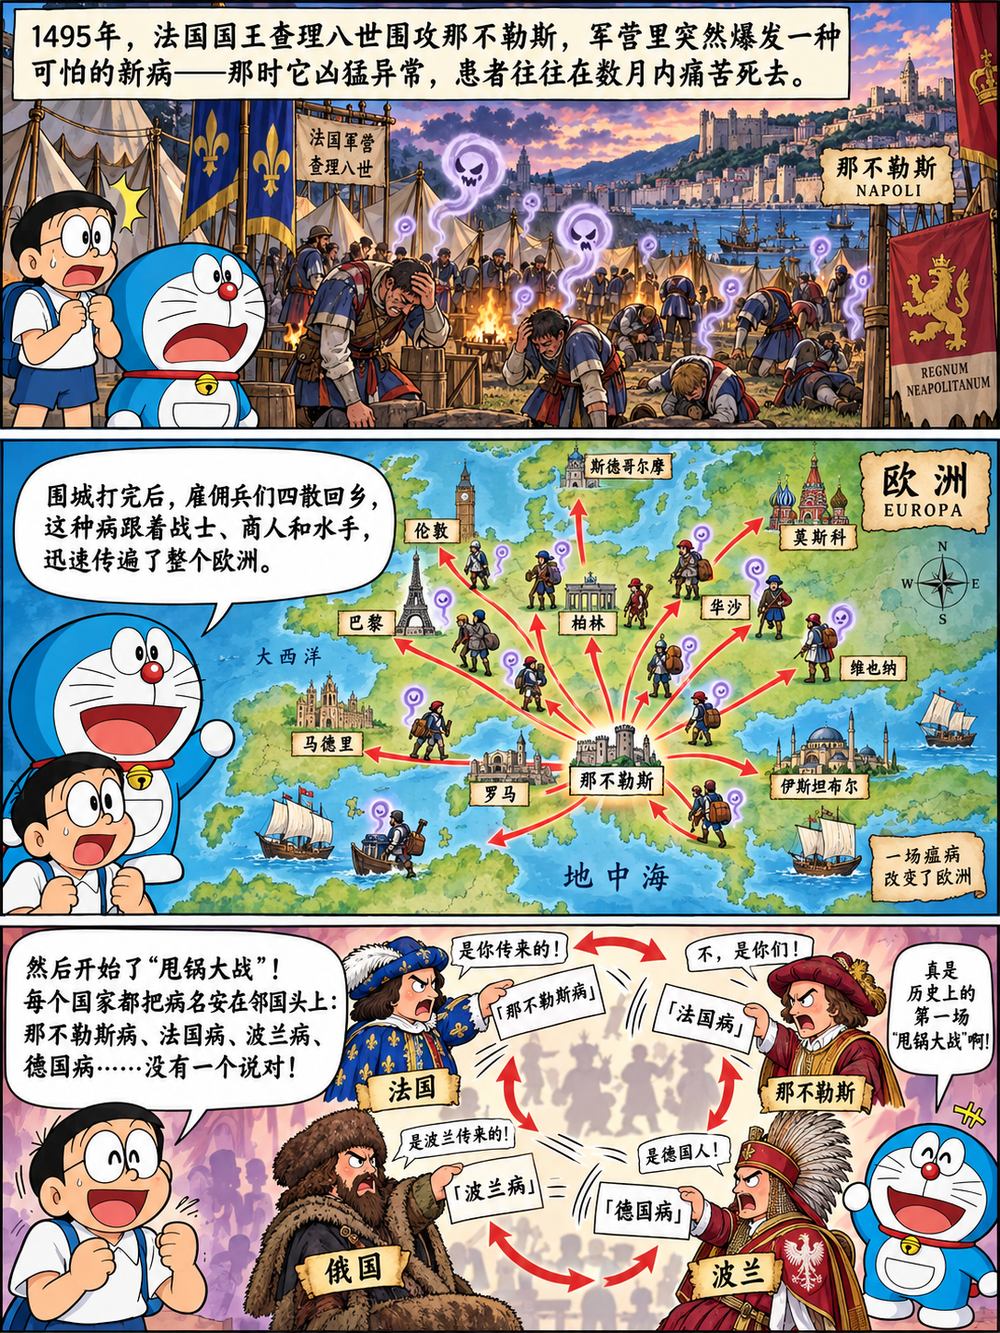 1495年，法国国王查理八世围攻那不勒斯，军营里突然爆发一种
可怕的新病——那时它凶猛异常，患者往往在数月内痛苦死去。
法国軍営
查理八世
那不勒斯
NAPOLI
REGNUM
NEAPOLITANUM
围城打完后，雇佣兵们四散回乡，
这种病跟着战士、商人和水手，
迅速传遍了整个欧洲。
斯德哥尔摩
欧洲
EUROPA
伦敦
莫斯科
N
W
E
S
巴黎
柏林
华沙
大西洋
维也纳
马德里
罗马
那不勒斯
伊斯坦布尔
地中海
一场瘟病
改变了欧洲
然后开始了“甩锅大战”！
每个国家都把病名安在邻国头上：
那不勒斯病、法国病、波兰病、
德国病……没有一个说对！
是你传来的！
不，是你们！
「那不勒斯病」
「法国病」
真是
历史上的
第一场
“甩锅大战”啊！
法国
那不勒斯
是波兰传来的！
是德国人！
「波兰病」
「德国病」
俄国
波兰